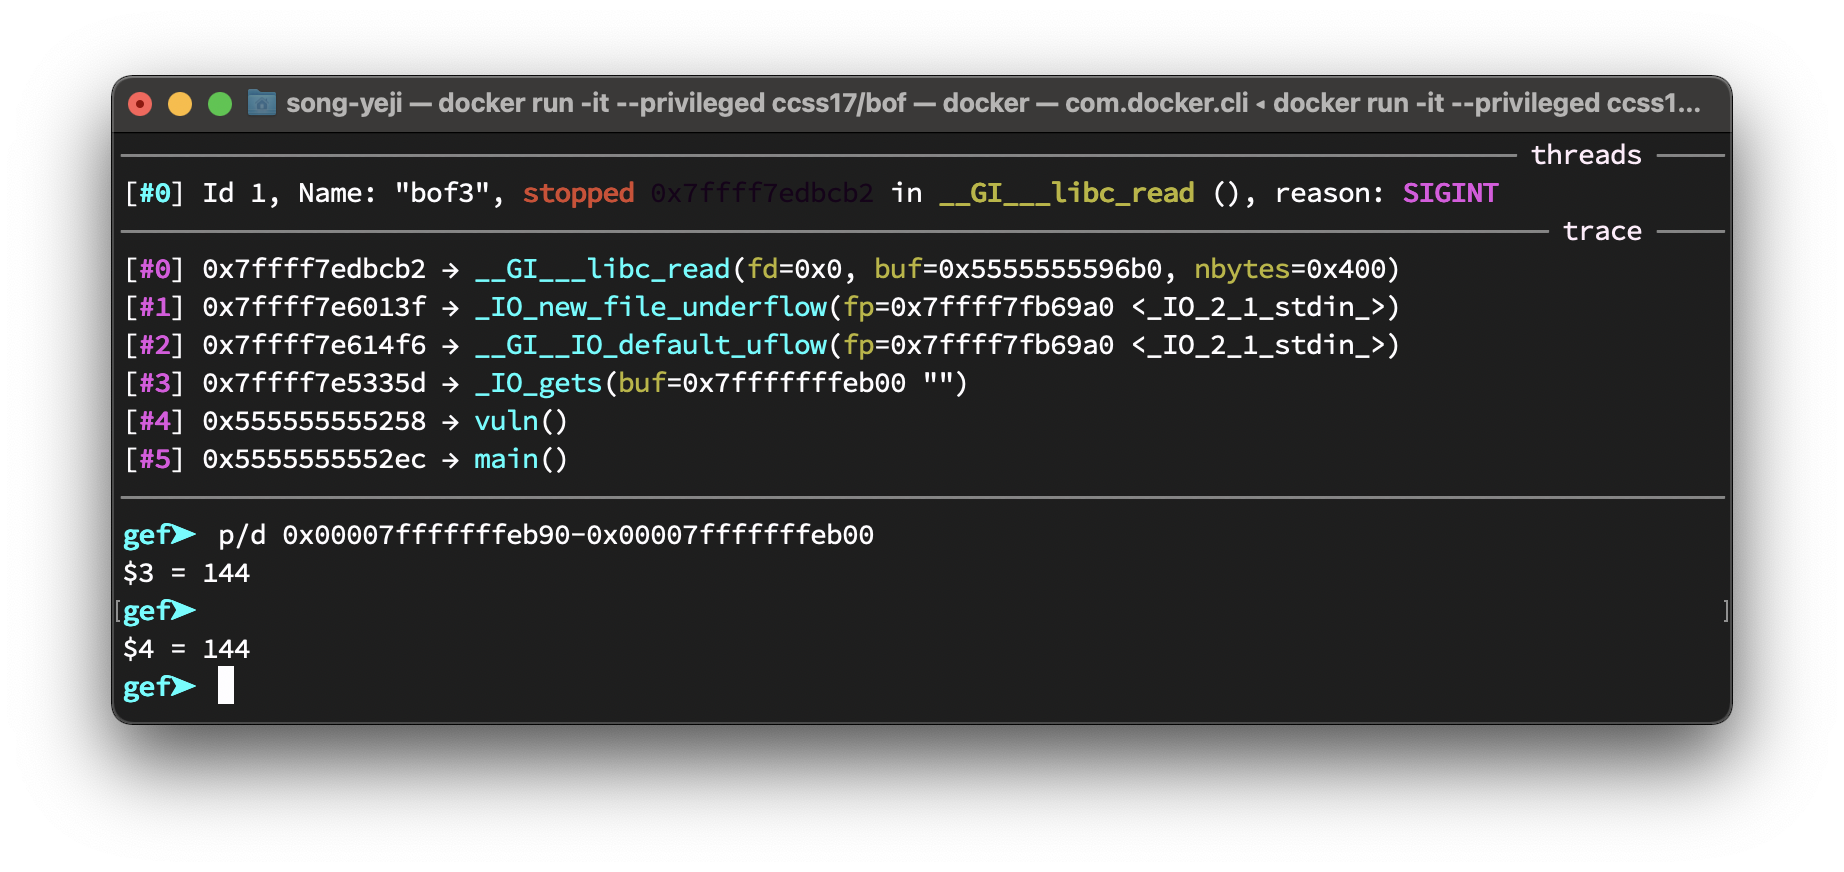 song-yeji — docker run -it --privileged ccss17/bof — docker — com.docker.cli ◂ docker run -it --privileged ccss1...
threads
[#0] Id 1, Name: "bof3", stopped 0x7ffff7edbcb2 in __GI___libc_read (), reason: SIGINT
trace
[#0] 0x7ffff7edbcb2 → __GI___libc_read(fd=0x0, buf=0x5555555596b0, nbytes=0x400)
[#1] 0x7ffff7e6013f → _IO_new_file_underflow(fp=0x7ffff7fb69a0 <_IO_2_1_stdin_>)
[#2] 0x7ffff7e614f6 → __GI__IO_default_uflow(fp=0x7ffff7fb69a0 <_IO_2_1_stdin_>)
[#3] 0x7ffff7e5335d → _IO_gets(buf=0x7fffffffeb00 "")
[#4] 0x555555555258 → vuln()
[#5] 0x5555555552ec → main()
gef➤ p/d 0x00007fffffffeb90-0x00007fffffffeb00
$3 = 144
[gef➤ ]
$4 = 144
gef➤